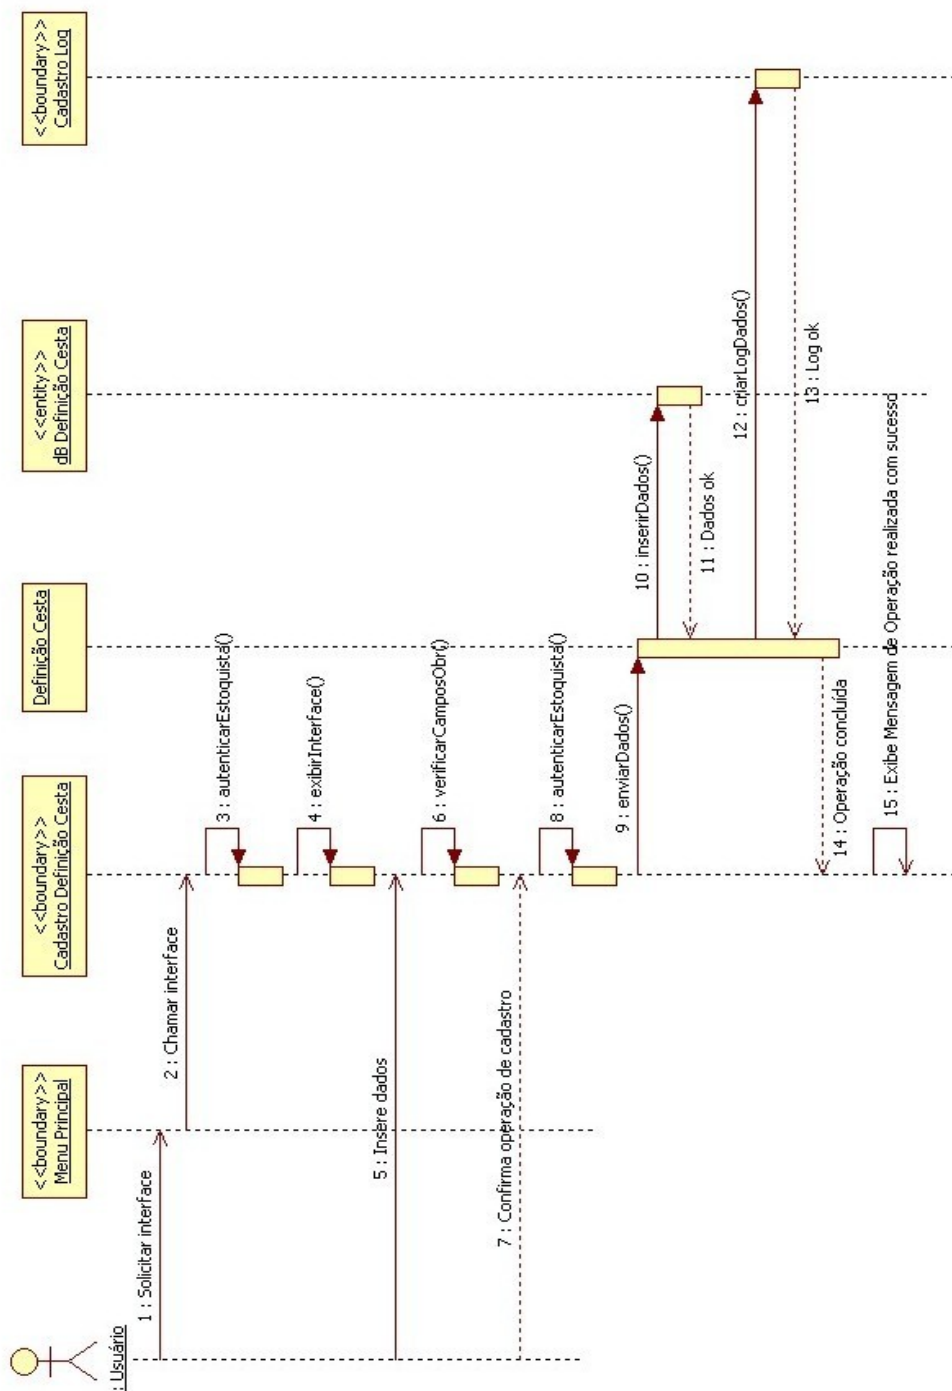 : Usuário
<<boundary>>
Menu Principal
<<boundary>>
Cadastro Definição Cesta
Definição Cesta
<<entity>>
dB Definição Cesta
<<boundary>>
Cadastro Log
1 : Solicitar interface
2 : Chamar interface
3 : autenticarEstoquista()
4 : exibirInterface()
5 : Insere dados
6 : verificarCamposObr()
7 : Confirma operação de cadastro
8 : autenticarEstoquista()
9 : enviarDados()
10 : inserirDados()
11 : Dados ok
12 : criarLogDados()
13 : Log ok
14 : Operação concluída
15 : Exibe Mensagem de Operação realizada com sucesso